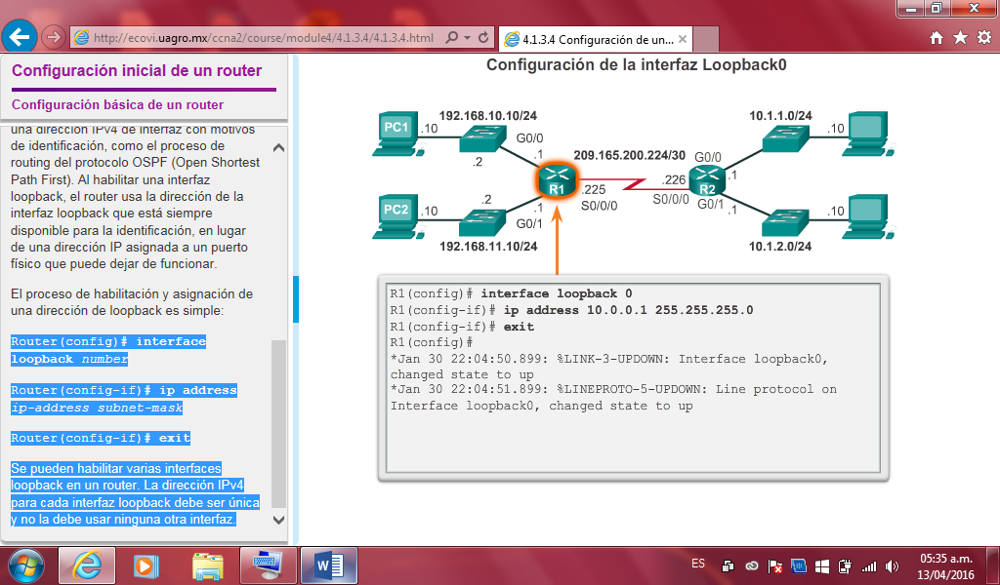 http://ecovi.uagro.mx/ccna2/course/module4/4.1.3.4/4.1.3.4.html
4.1.3.4 Configuración de un...
Configuración inicial de un router
Configuración básica de un router
una dirección IPv4 de interfaz con motivos
de identificación, como el proceso de
routing del protocolo OSPF (Open Shortest
Path First). Al habilitar una interfaz
loopback, el router usa la dirección de la
interfaz loopback que está siempre
disponible para la identificación, en lugar
de una dirección IP asignada a un puerto
físico que puede dejar de funcionar.
El proceso de habilitación y asignación de
una dirección de loopback es simple:
Router(config)# interface
loopback number
Router(config-if)# ip address
ip-address subnet-mask
Router(config-if)# exit
Se pueden habilitar varias interfaces
loopback en un router. La dirección IPv4
para cada interfaz loopback debe ser única
y no la debe usar ninguna otra interfaz.
Configuración de la interfaz Loopback0
192.168.10.10/24
10.1.1.0/24
PC1
.10
G0/0
.10
.2
.1
209.165.200.224/30
G0/0
.1
R1
.225
.226
R2
S0/0/0
S0/0/0
G0/1
.1
PC2
.10
.2
.1
G0/1
.10
192.168.11.10/24
10.1.2.0/24
R1(config)# interface loopback 0
R1(config-if)# ip address 10.0.0.1 255.255.255.0
R1(config-if)# exit
R1(config)#
*Jan 30 22:04:50.899: %LINK-3-UPDOWN: Interface loopback0,
changed state to up
*Jan 30 22:04:51.899: %LINEPROTO-5-UPDOWN: Line protocol on
Interface loopback0, changed state to up
ES
05:35 a.m.
13/04/2016